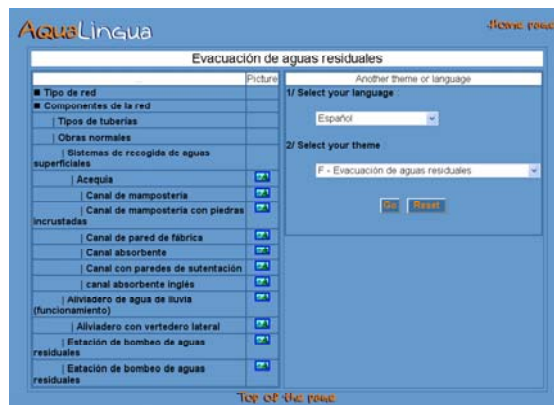 AquaLingua
Home page
Evacuación de aguas residuales
Picture
Another theme or language
■ Tipo de red
1/ Select your language :
■ Componentes de la red
| Tipos de tuberías
Español
| Obras normales
2/ Select your theme :
| Sistemas de recogida de aguas
superficiales
F - Evacuación de aguas residuales
| Acequia
| Canal de mampostería
Go
Reset
| Canal de mampostería con piedras
incrustadas
| Canal de pared de fábrica
| Canal absorbente
| Canal con paredes de sutentación
| canal absorbente inglés
| Aliviadero de agua de lluvia
(funcionamiento)
| Aliviadero con vertedero lateral
| Estación de bombeo de aguas
residuales
| Eatación de bombeo de aguas
residuales
Top of the page